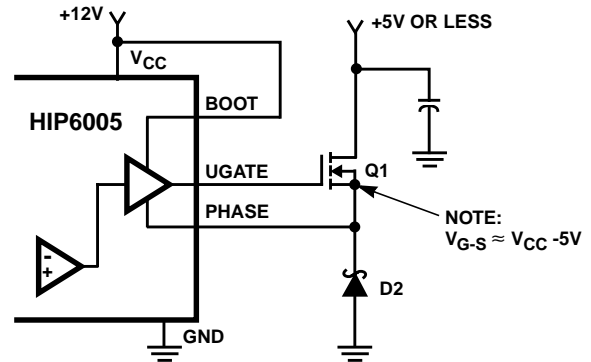 +12V
+5V OR LESS
VCC
BOOT
HIP6005
UGATE
Q1
PHASE
NOTE:
VG-S ≈ VCC -5V
-
+
D2
GND